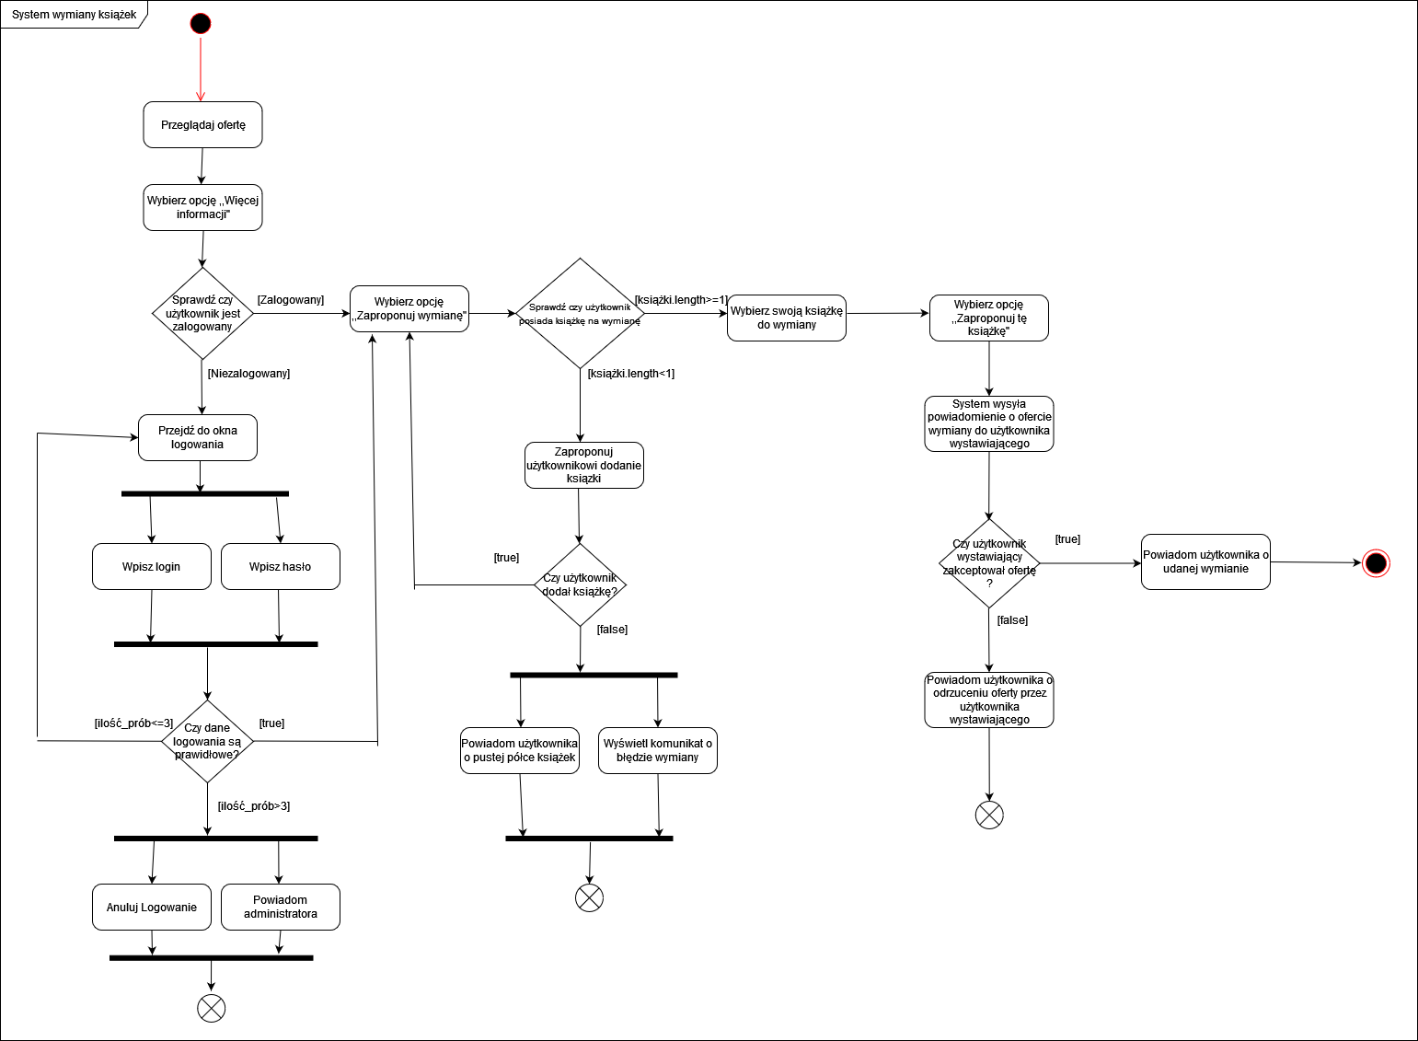 System wymiany książek
Przeglądaj ofertę
Wybierz opcję ,,Więcej
informacji"
Sprawdź czy
użytkownik jest
zalogowany
[Zalogowany]
[Niezalogowany]
Wybierz opcję
,,Zaproponuj wymianę"
Sprawdź czy użytkownik
posiada książkę na wymianę
[książki.length>=1]
[książki.length<1]
Wybierz swoją książkę
do wymiany
Wybierz opcję
,,Zaproponuj tę
książkę"
System wysyła
powiadomienie o ofercie
wymiany do użytkownika
wystawiającego
Czy użytkownik
wystawiający
zakceptował ofertę
?
[true]
[false]
Powiadom użytkownika o
udanej wymianie
Powiadom użytkownika o
odrzuceniu oferty przez
użytkownika
wystawiającego
Zaproponuj
użytkownikowi dodanie
ksiązki
Czy użytkownik
dodał książkę?
[true]
[false]
Powiadom użytkownika
o pustej półce książek
Wyświetl komunikat o
błędzie wymiany
Przejdź do okna
logowania
Wpisz login
Wpisz hasło
Czy dane
logowania są
prawidłowe?
[ilość_prób<=3]
[true]
[ilość_prób>3]
Anuluj Logowanie
Powiadom
administratora